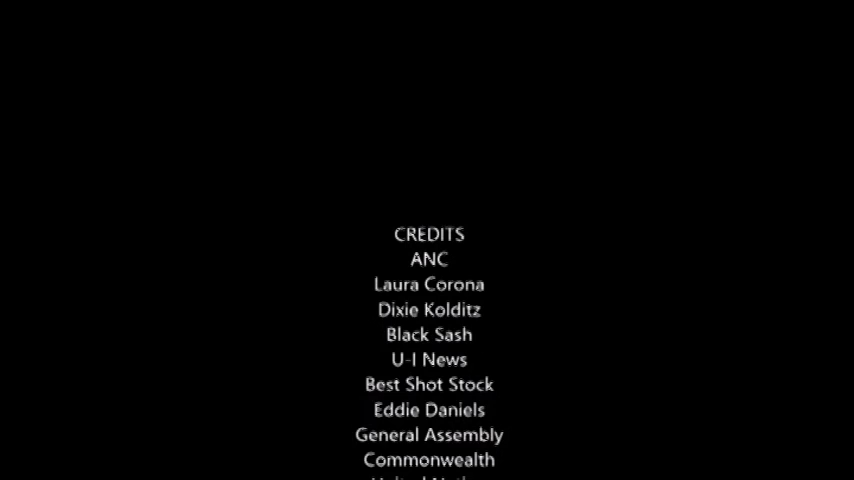 CREDITS
ANC
Laura Corona
Dixie Kolditz
Black Sash
U-I News
Best Shot Stock
Eddie Daniels
General Assembly
Commonwealth